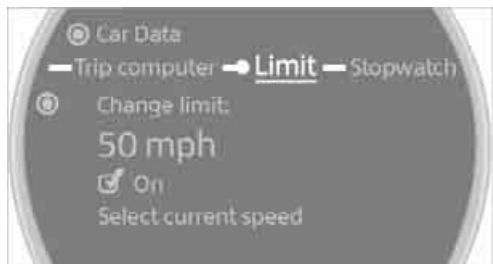 Car Data
Trip computer Limit Stopwatch
Change limit:
50 mph
On
Select current speed